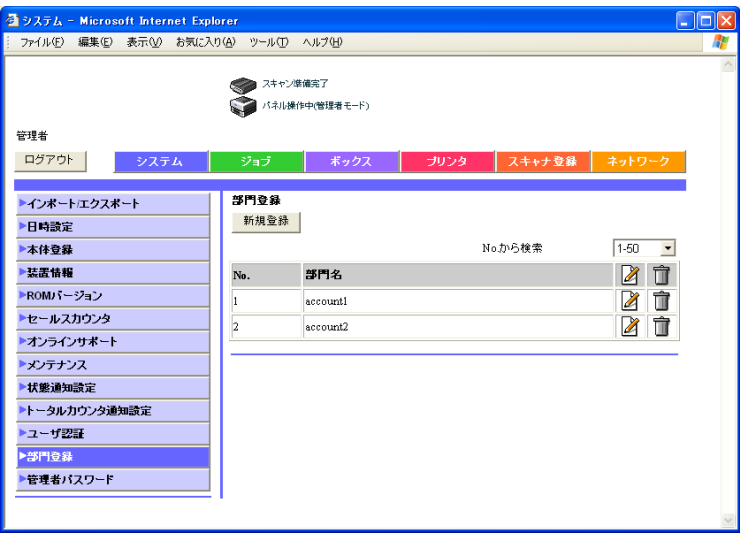 システム - Microsoft Internet Explorer
ファイル(F) 編集(E) 表示(V) お気に入り(A) ツール(T) ヘルプ(H)
スキャン準備完了
パネル操作中(管理者モード)
管理者
ログアウト システム ジョブ ボックス プリンタ スキャナ登録 ネットワーク
インポート/エクスポート
日時設定
本体登録
装置情報
ROMバージョン
セールスカウンタ
オンラインサポート
メンテナンス
状態通知設定
トータルカウンタ通知設定
ユーザ認証
部門登録
管理者パスワード
部門登録
新規登録
No.から検索 1-50
No. 部門名
1 account1
2 account2